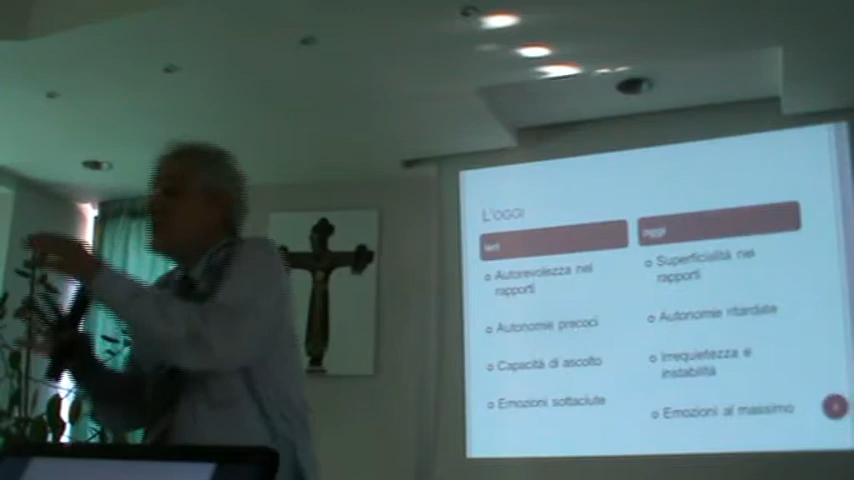 L'OGGI
Ieri
Autorevolezza nei
rapporti
Autonomie precoci
Capacità di ascolto
Emozioni sottaciute
oggi
Superficialità nei
rapporti
Autonomie ritardate
Irrequietezza e
instabilità
Emozioni al massimo